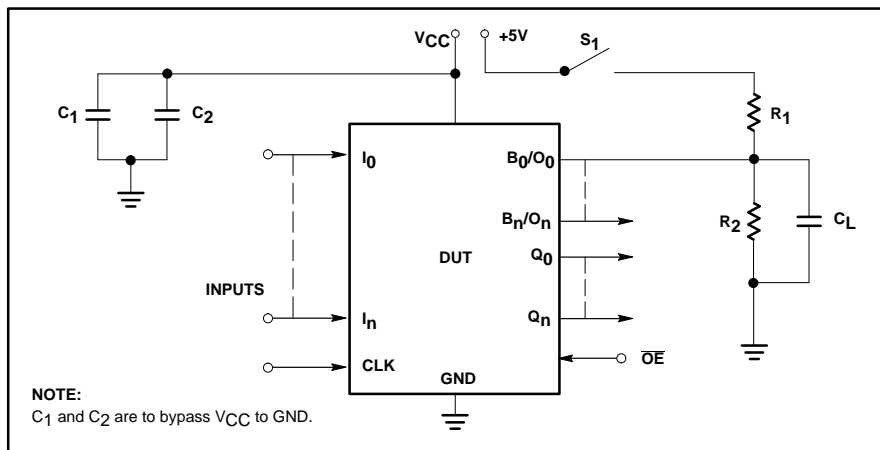 VCC
+5V
S1
C1
C2
R1
I0
B0/O0
Bn/On
R2
CL
DUT
Q0
INPUTS
In
Qn
CLK
OE
GND
NOTE:
C1 and C2 are to bypass VCC to GND.